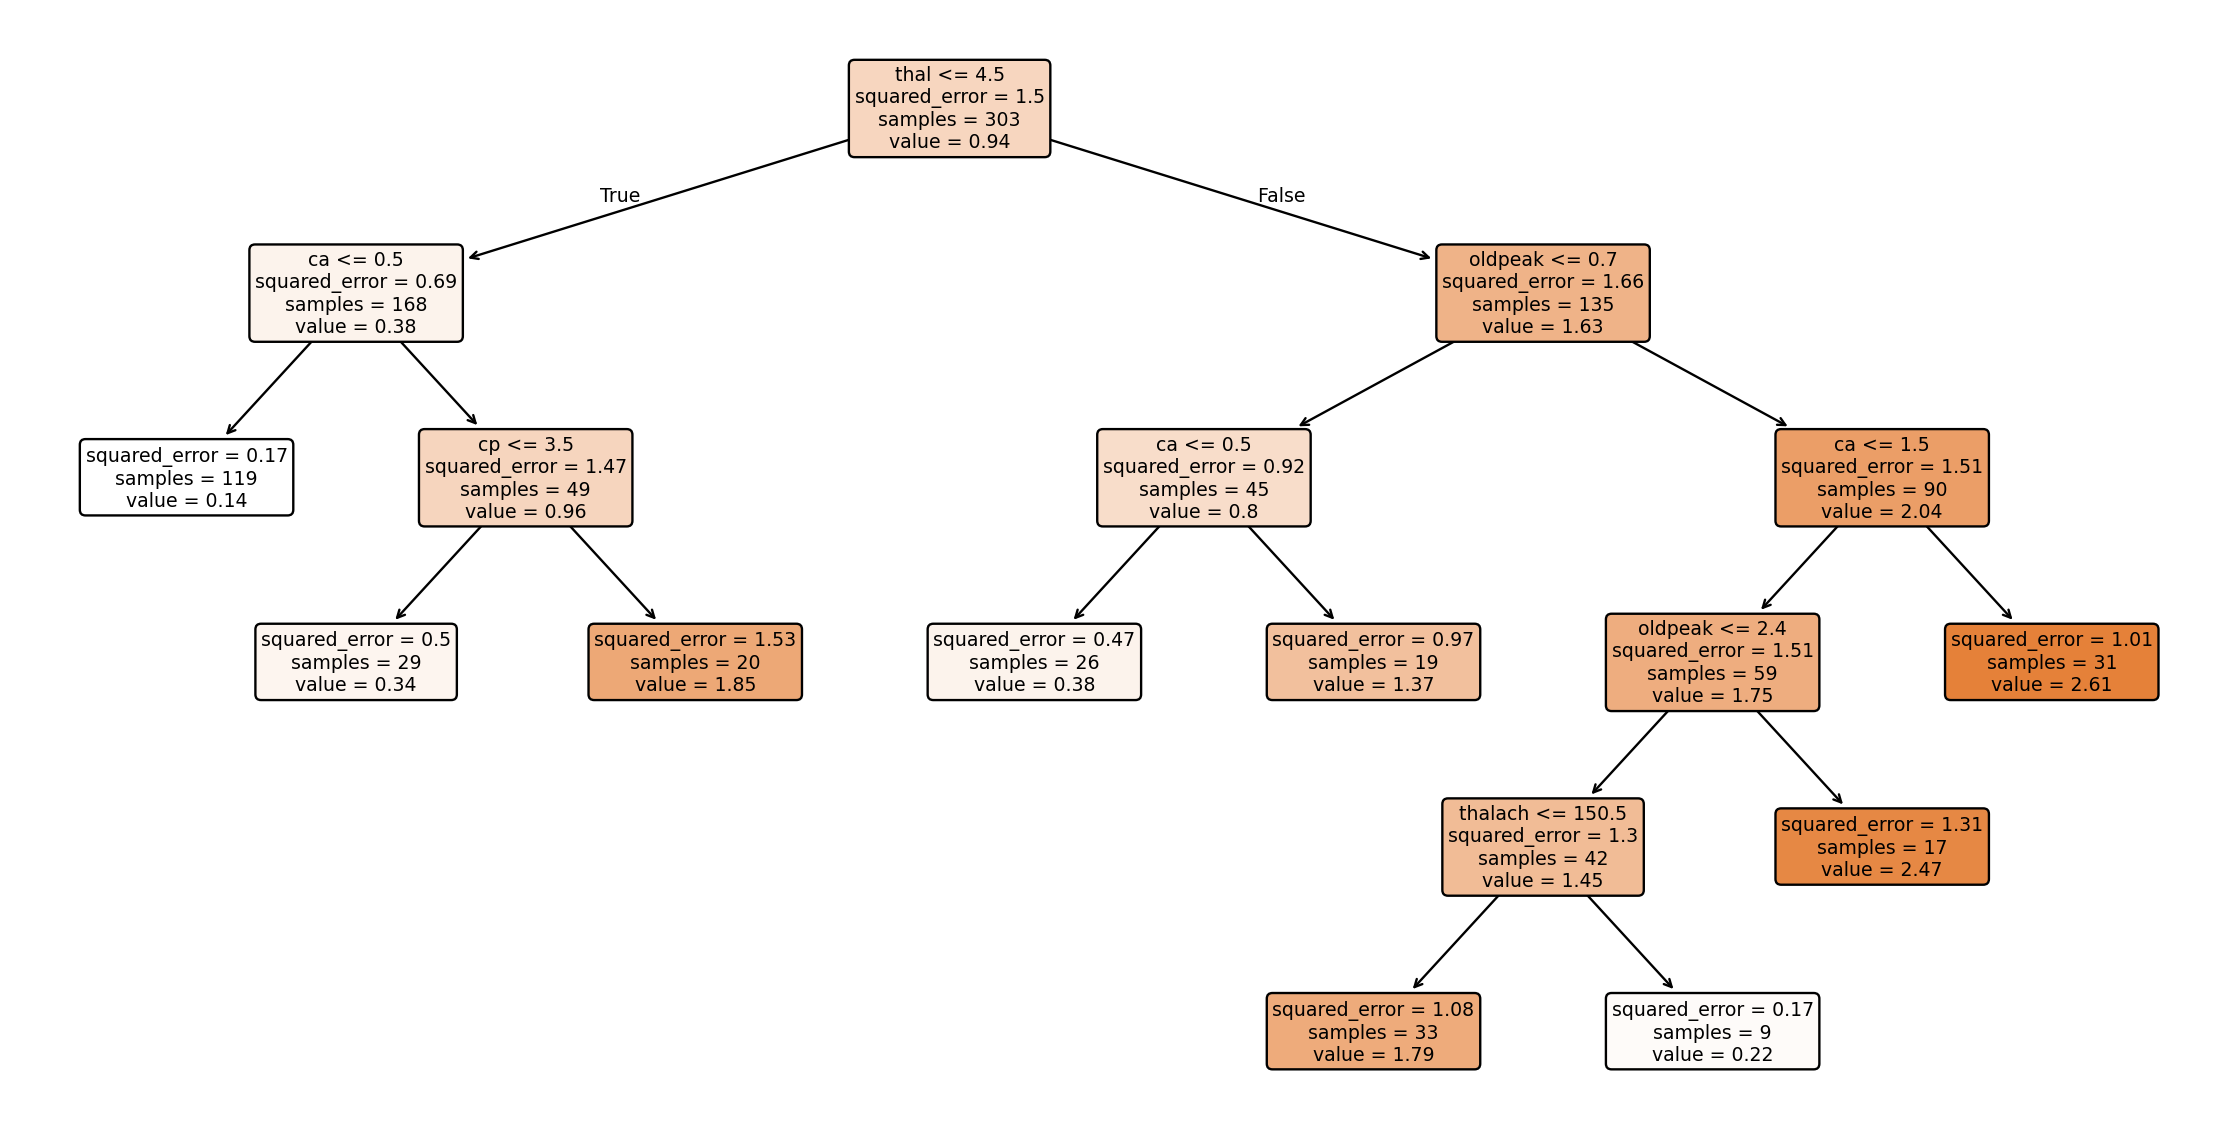 thal <= 4.5
squared_error = 1.5
samples = 303
value = 0.94
True
False
ca <= 0.5
squared_error = 0.69
samples = 168
value = 0.38
oldpeak <= 0.7
squared_error = 1.66
samples = 135
value = 1.63
squared_error = 0.17
samples = 119
value = 0.14
cp <= 3.5
squared_error = 1.47
samples = 49
value = 0.96
ca <= 0.5
squared_error = 0.92
samples = 45
value = 0.8
ca <= 1.5
squared_error = 1.51
samples = 90
value = 2.04
squared_error = 0.5
samples = 29
value = 0.34
squared_error = 1.53
samples = 20
value = 1.85
squared_error = 0.47
samples = 26
value = 0.38
squared_error = 0.97
samples = 19
value = 1.37
oldpeak <= 2.4
squared_error = 1.51
samples = 59
value = 1.75
squared_error = 1.01
samples = 31
value = 2.61
thalach <= 150.5
squared_error = 1.3
samples = 42
value = 1.45
squared_error = 1.31
samples = 17
value = 2.47
squared_error = 1.08
samples = 33
value = 1.79
squared_error = 0.17
samples = 9
value = 0.22